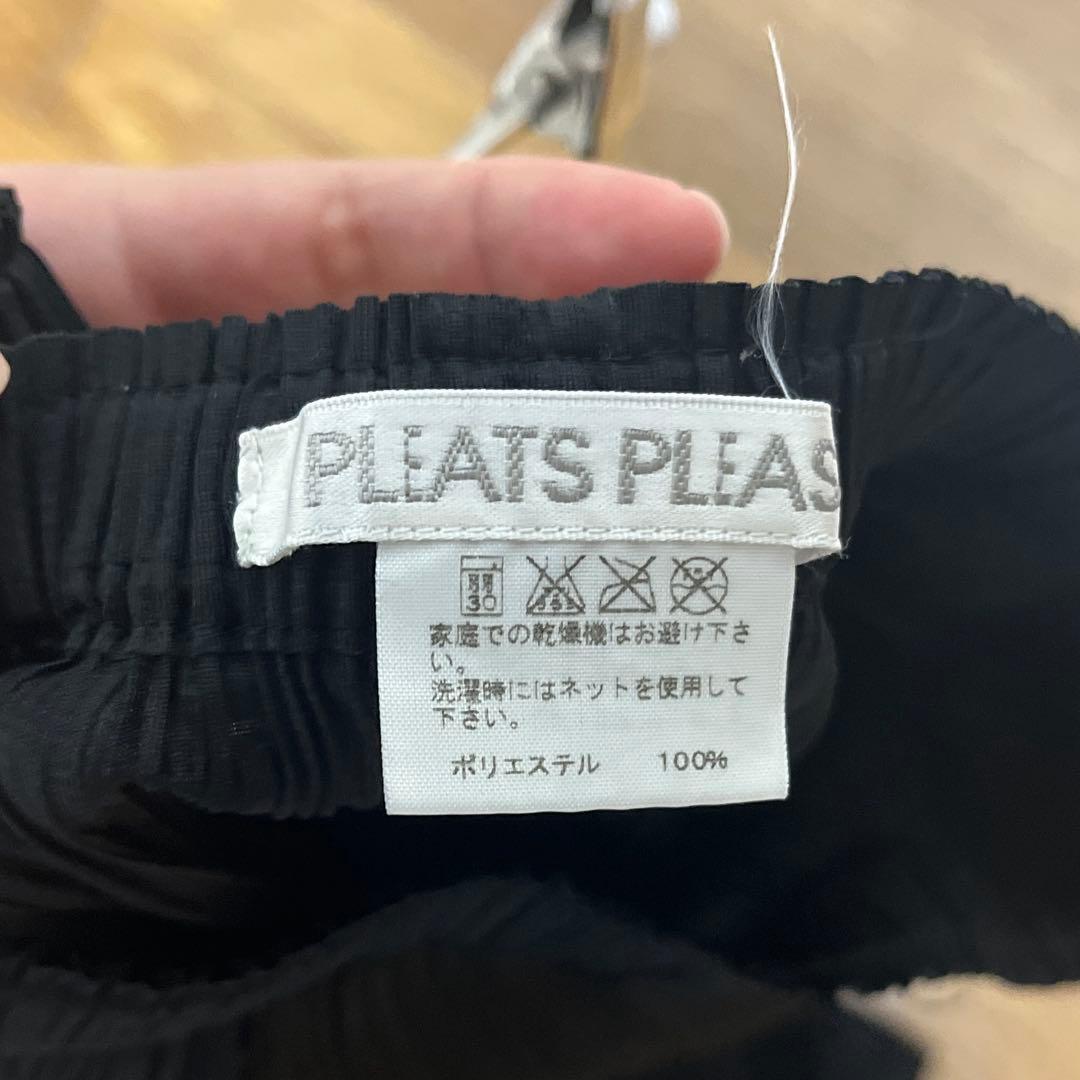 PLEATS PLEAS
弱
30
家庭での乾燥機はお避け下さ
い。
洗濯時にはネットを使用して
下さい。
ポリエステル 100%